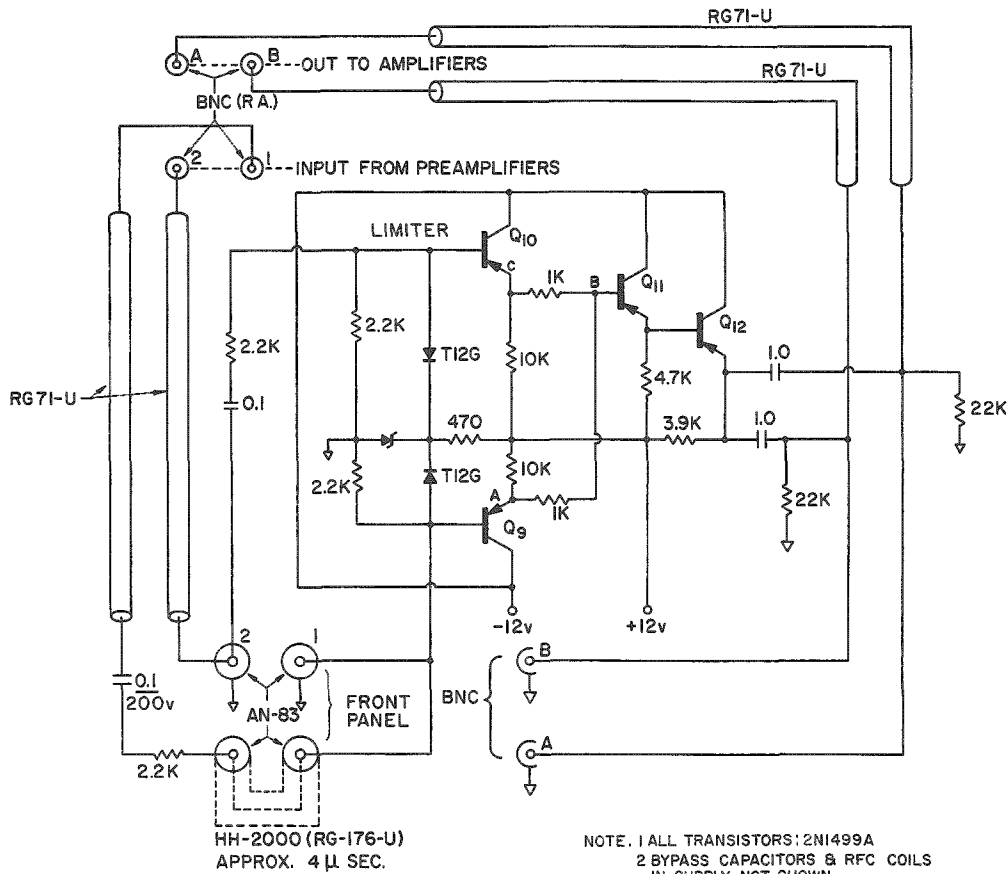 RG71-U
A
B
OUT TO AMPLIFIERS
RG71-U
BNC (R A.)
2
1
INPUT FROM PREAMPLIFIERS
LIMITER
Q10
C
1K
B
Q11
Q12
2.2K
2.2K
T12G
10K
4.7K
1.0
RG71-U
0.1
470
3.9K
1.0
22K
2.2K
T12G
10K
A
1K
Q9
22K
-12v
+12v
2
1
B
0.1
200v
AN-83
FRONT
PANEL
BNC
A
2.2K
HH-2000 (RG-176-U)
APPROX. 4 μ SEC.
NOTE. 1 ALL TRANSISTORS: 2N1499A
2 BYPASS CAPACITORS & RFC COILS
IN SUPPLY NOT SHOWN